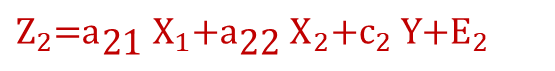 Z₂=a₂₁ X₁+a₂₂ X₂+c₂ Y+E₂